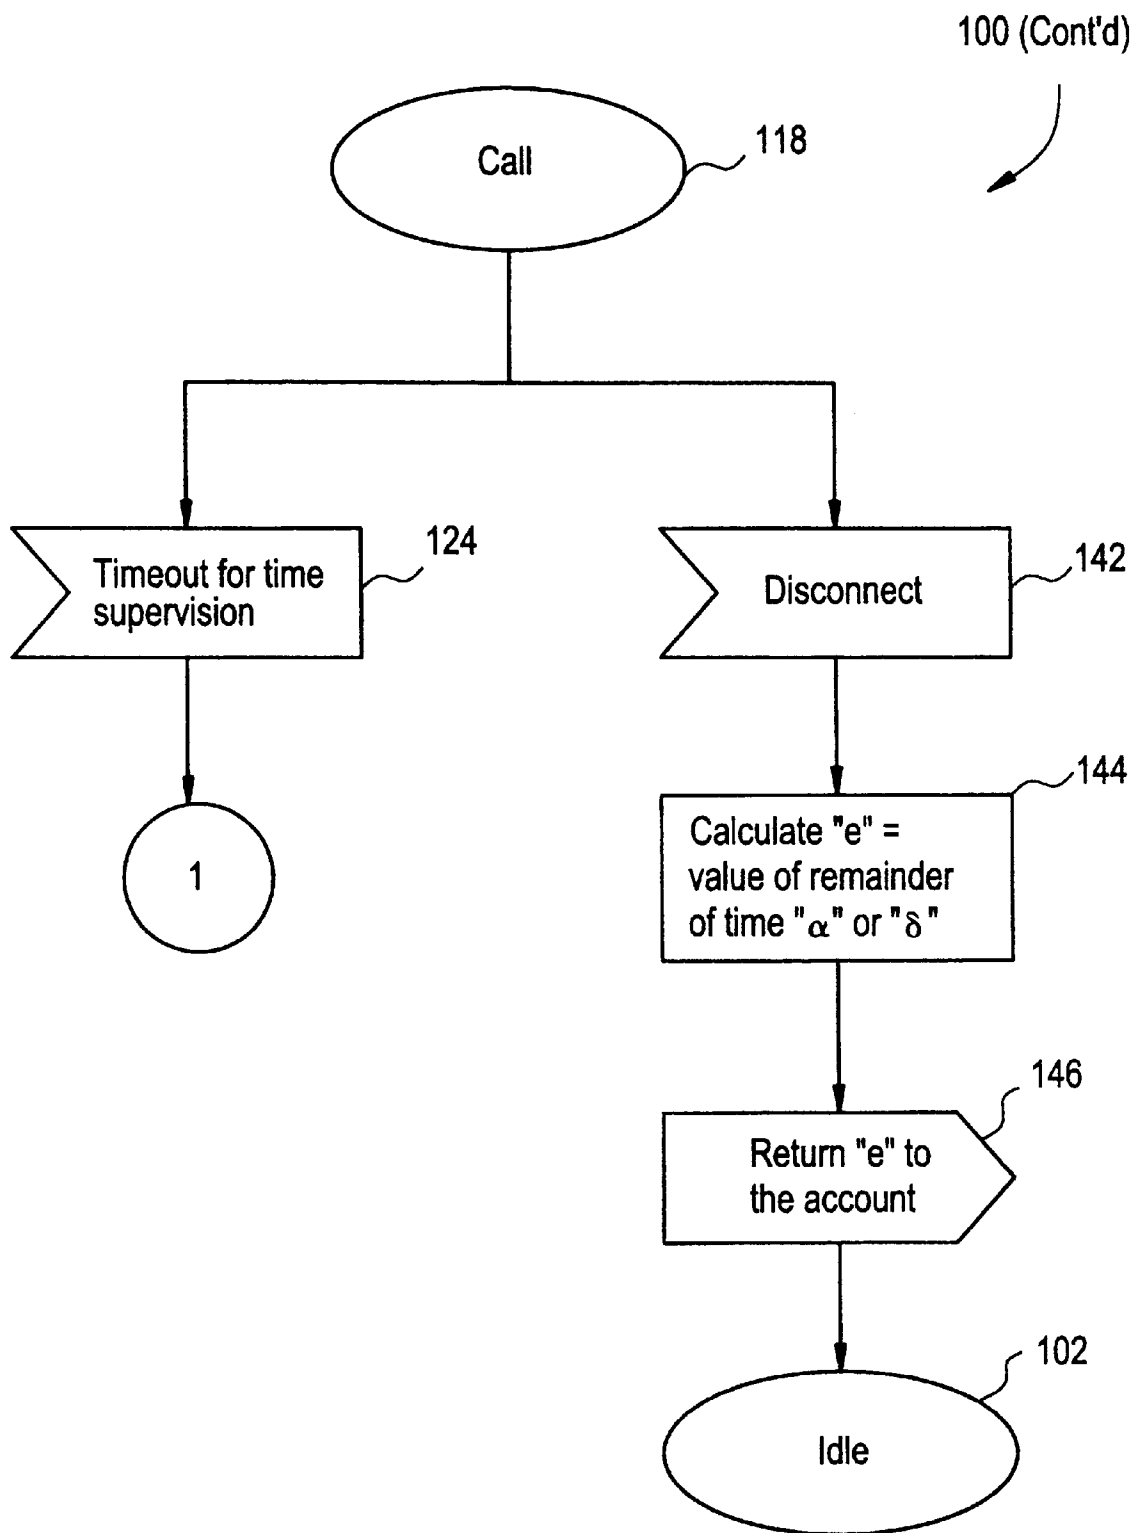 100 (Cont'd)
Call
118
Timeout for time
supervision
124
Disconnect
142
1
Calculate "e" =
value of remainder
of time "α" or "δ"
144
Return "e" to
the account
146
Idle
102